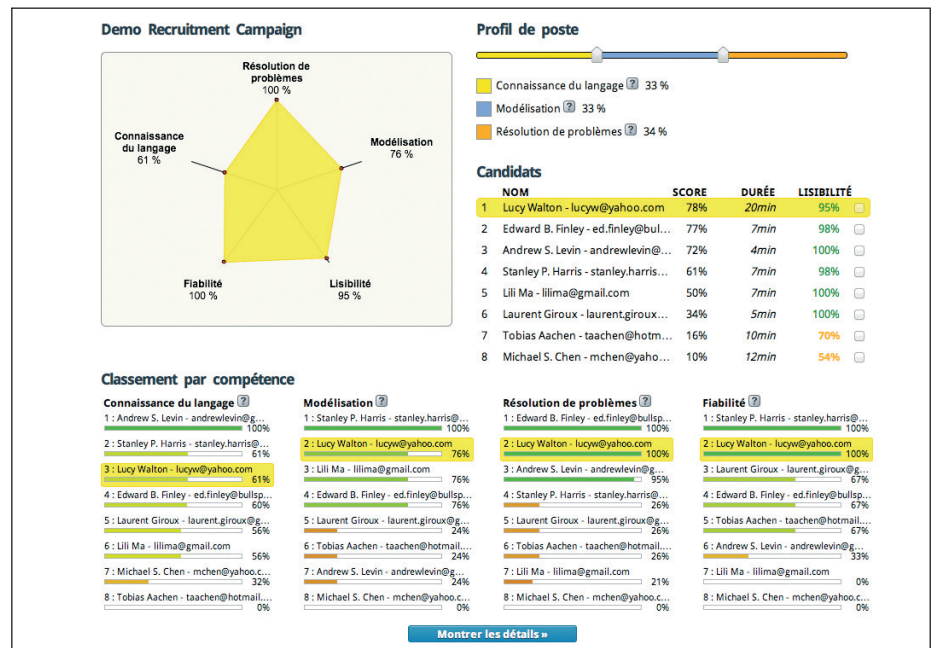 Demo Recruitment Campaign
Résolution de
problèmes
100 %
Connaissance
du langage
61 %
Modélisation
76 %
Fiabilité
100 %
Lisibilité
95 %
Profil de poste
Connaissance du langage ? 33 %
Modélisation ? 33 %
Résolution de problèmes ? 34 %
Candidats
NOM SCORE DURÉE LISIBILITÉ
1 Lucy Walton - lucyw@yahoo.com 78% 20min 95%
2 Edward B. Finley - ed.finley@bul... 77% 7min 98%
3 Andrew S. Levin - andrewlevin@... 72% 4min 100%
4 Stanley P. Harris - stanley.harris... 61% 7min 98%
5 Lili Ma - lilima@gmail.com 50% 7min 100%
6 Laurent Giroux - laurent.giroux... 34% 5min 100%
7 Tobias Aachen - taachen@hotm... 16% 10min 70%
8 Michael S. Chen - mchen@yaho... 10% 12min 54%
Classement par compétence
Connaissance du langage ?
1 : Andrew S. Levin - andrewlevin@g...
100%
2 : Stanley P. Harris - stanley.harris@...
61%
3 : Lucy Walton - lucyw@yahoo.com
61%
4 : Edward B. Finley - ed.finley@bullsp...
60%
5 : Laurent Giroux - laurent.giroux@g...
56%
6 : Lili Ma - lilima@gmail.com
56%
7 : Michael S. Chen - mchen@yahoo.c...
32%
8 : Tobias Aachen - taachen@hotmail....
0%
Modélisation ?
1 : Stanley P. Harris - stanley.harris@...
100%
2 : Lucy Walton - lucyw@yahoo.com
76%
3 : Lili Ma - lilima@gmail.com
76%
4 : Edward B. Finley - ed.finley@bullsp...
76%
5 : Laurent Giroux - laurent.giroux@g...
24%
6 : Tobias Aachen - taachen@hotmail....
24%
7 : Andrew S. Levin - andrewlevin@g...
24%
8 : Michael S. Chen - mchen@yahoo.c...
0%
Résolution de problèmes ?
1 : Edward B. Finley - ed.finley@bullsp...
100%
2 : Lucy Walton - lucyw@yahoo.com
100%
3 : Andrew S. Levin - andrewlevin@g...
95%
4 : Stanley P. Harris - stanley.harris@...
26%
5 : Laurent Giroux - laurent.giroux@g...
26%
6 : Tobias Aachen - taachen@hotmail....
26%
7 : Lili Ma - lilima@gmail.com
21%
8 : Michael S. Chen - mchen@yahoo.c...
0%
Fiabilité ?
1 : Stanley P. Harris - stanley.harris@...
100%
2 : Lucy Walton - lucyw@yahoo.com
100%
3 : Laurent Giroux - laurent.giroux@g...
67%
4 : Edward B. Finley - ed.finley@bullsp...
67%
5 : Tobias Aachen - taachen@hotmail....
67%
6 : Andrew S. Levin - andrewlevin@g...
33%
7 : Lili Ma - lilima@gmail.com
0%
8 : Michael S. Chen - mchen@yahoo.c...
0%
Montrer les détails »